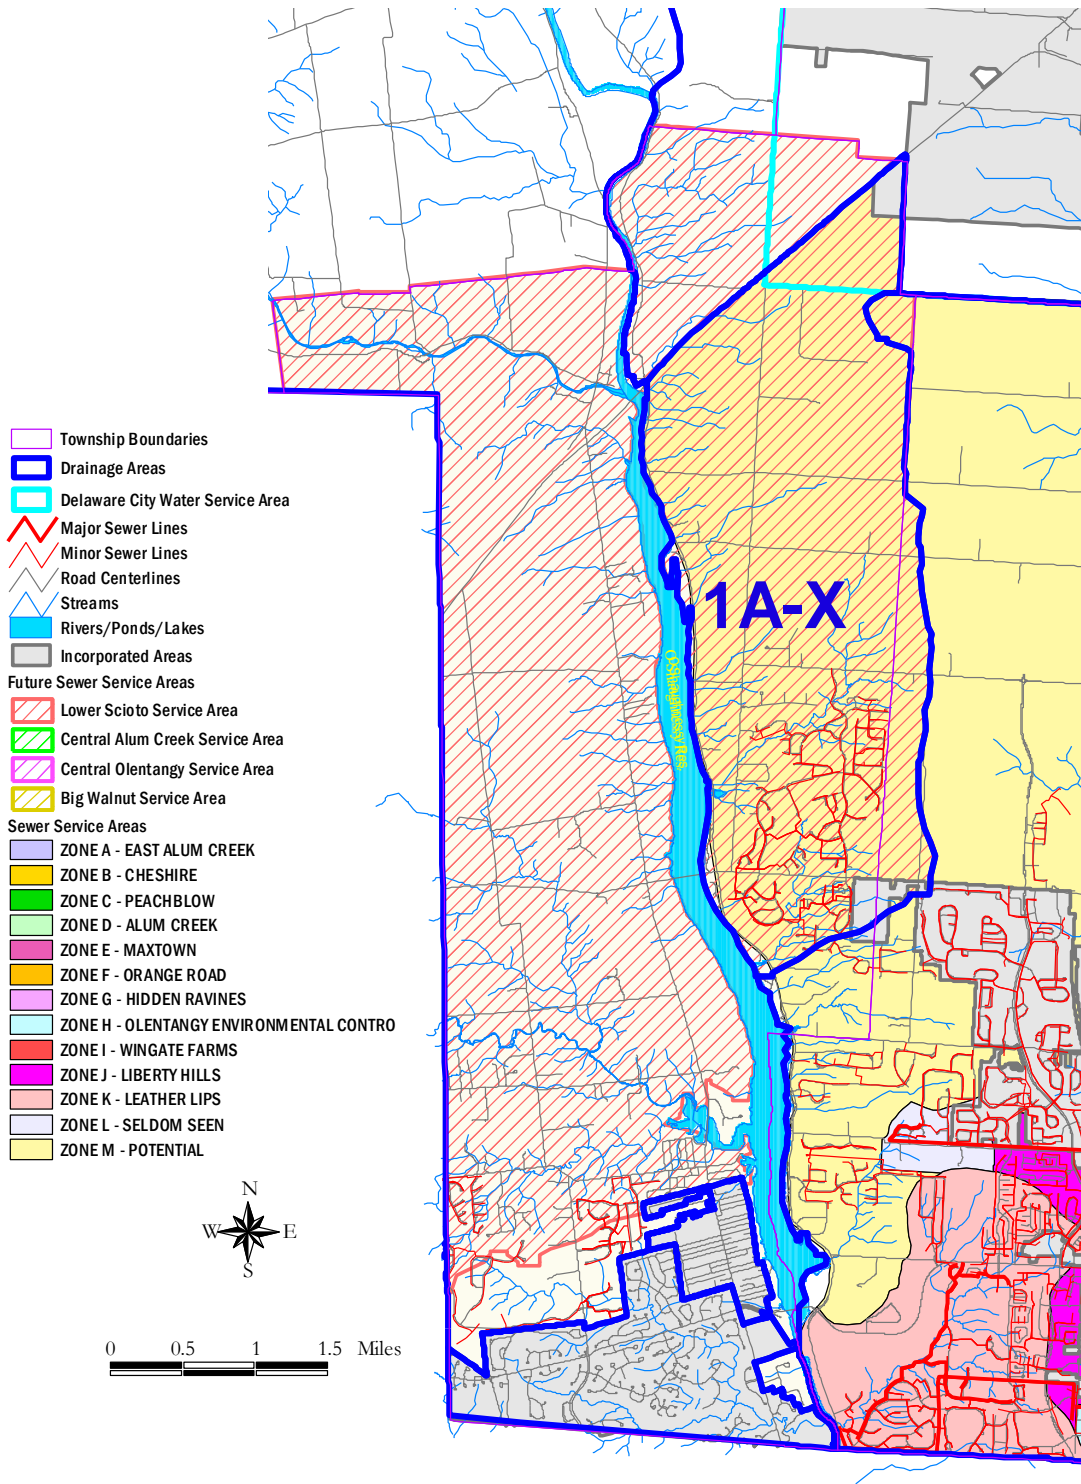 Township Boundaries
Drainage Areas
Delaware City Water Service Area
Major Sewer Lines
Minor Sewer Lines
Road Centerlines
Streams
Rivers/Ponds/Lakes
Incorporated Areas
Future Sewer Service Areas
Lower Scioto Service Area
Central Alum Creek Service Area
Central Olentangy Service Area
Big Walnut Service Area
Sewer Service Areas
ZONE A - EAST ALUM CREEK
ZONE B - CHESHIRE
ZONE C - PEACHBLOW
ZONE D - ALUM CREEK
ZONE E - MAXTOWN
ZONE F - ORANGE ROAD
ZONE G - HIDDEN RAVINES
ZONE H - OLENTANGY ENVIRONMENTAL CONTRO
ZONE I - WINGATE FARMS
ZONE J - LIBERTY HILLS
ZONE K - LEATHER LIPS
ZONE L - SELDOM SEEN
ZONE M - POTENTIAL
N
W E
S
0 0.5 1 1.5 Miles
1A-X
O'Shaughnessy Res.